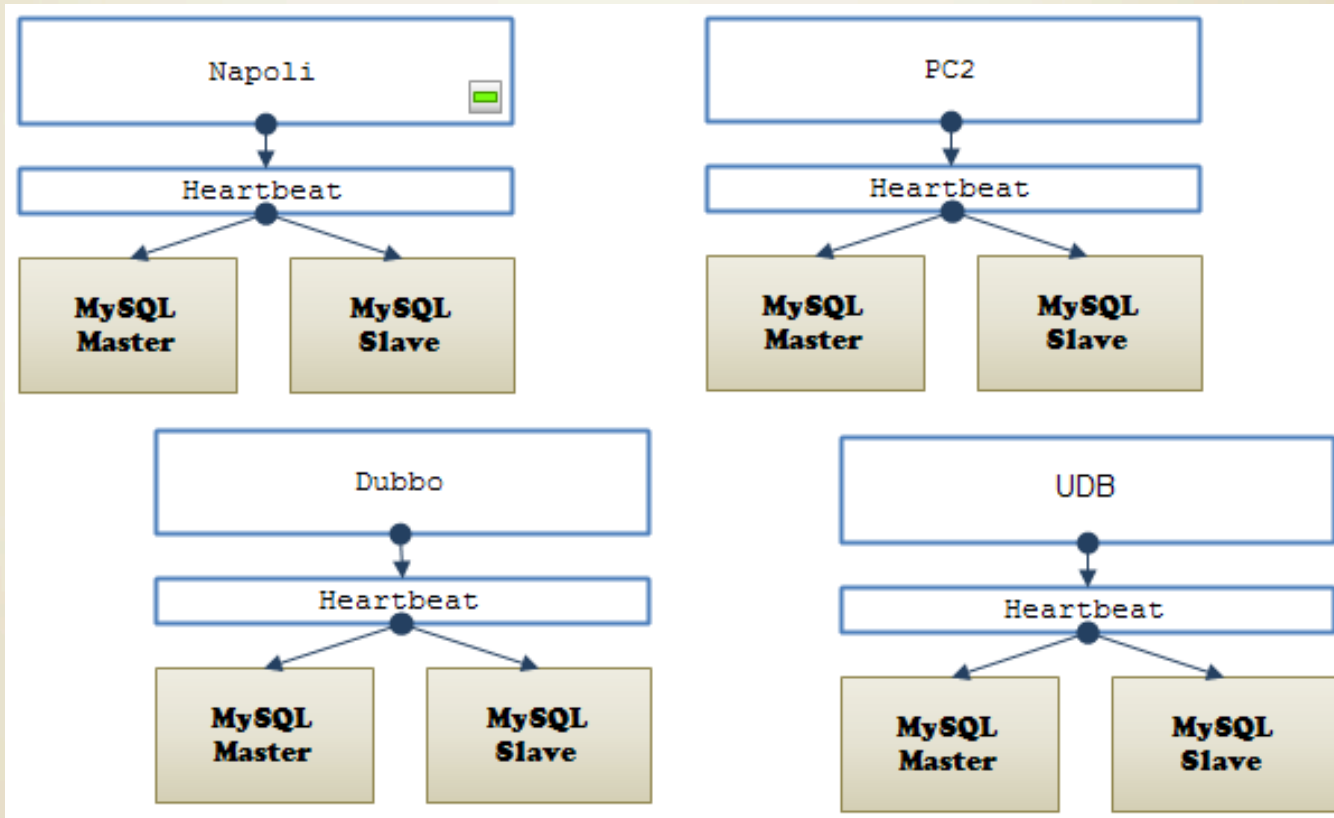 Napoli
Heartbeat
MySQL
Master
MySQL
Slave
PC2
Heartbeat
MySQL
Master
MySQL
Slave
Dubbo
Heartbeat
MySQL
Master
MySQL
Slave
UDB
Heartbeat
MySQL
Master
MySQL
Slave